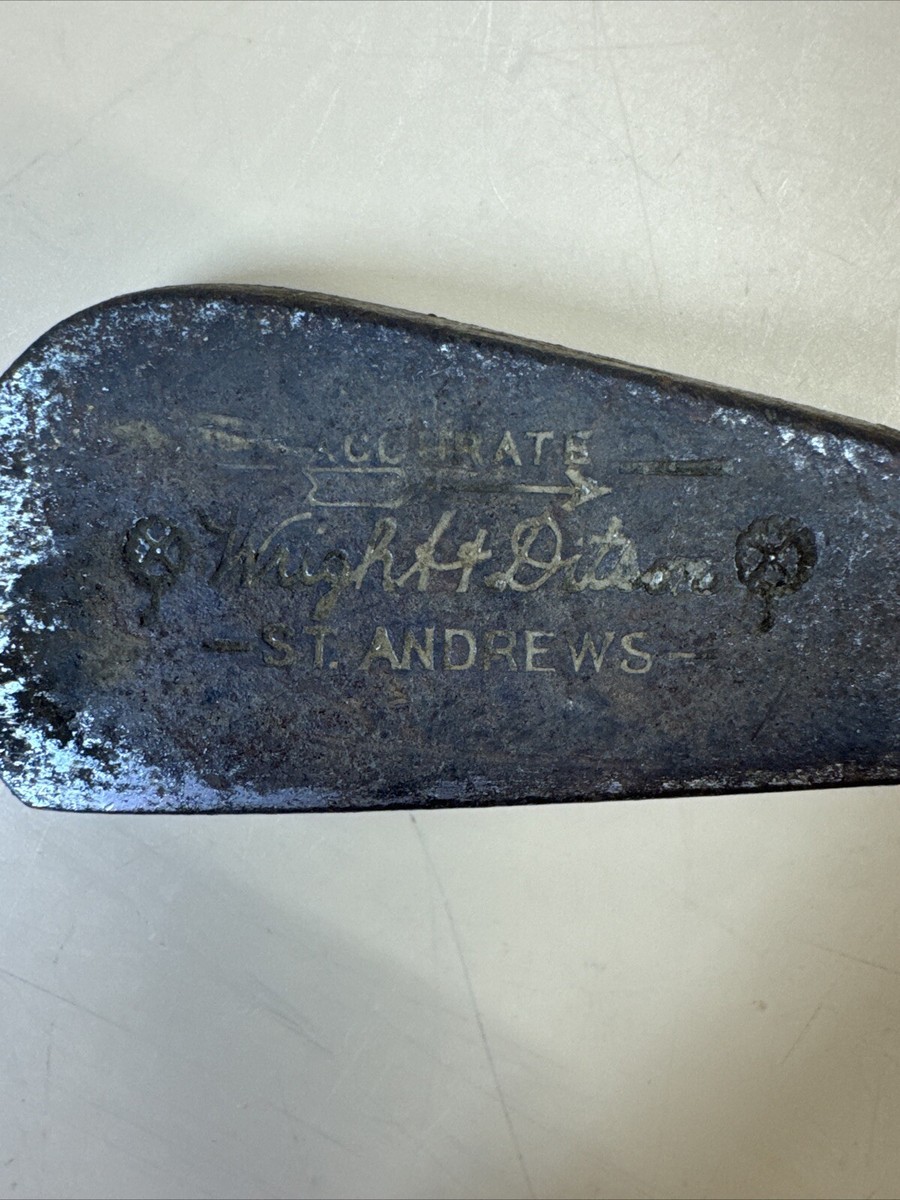 ACCURATE
Wright & Ditson
-ST. ANDREWS-